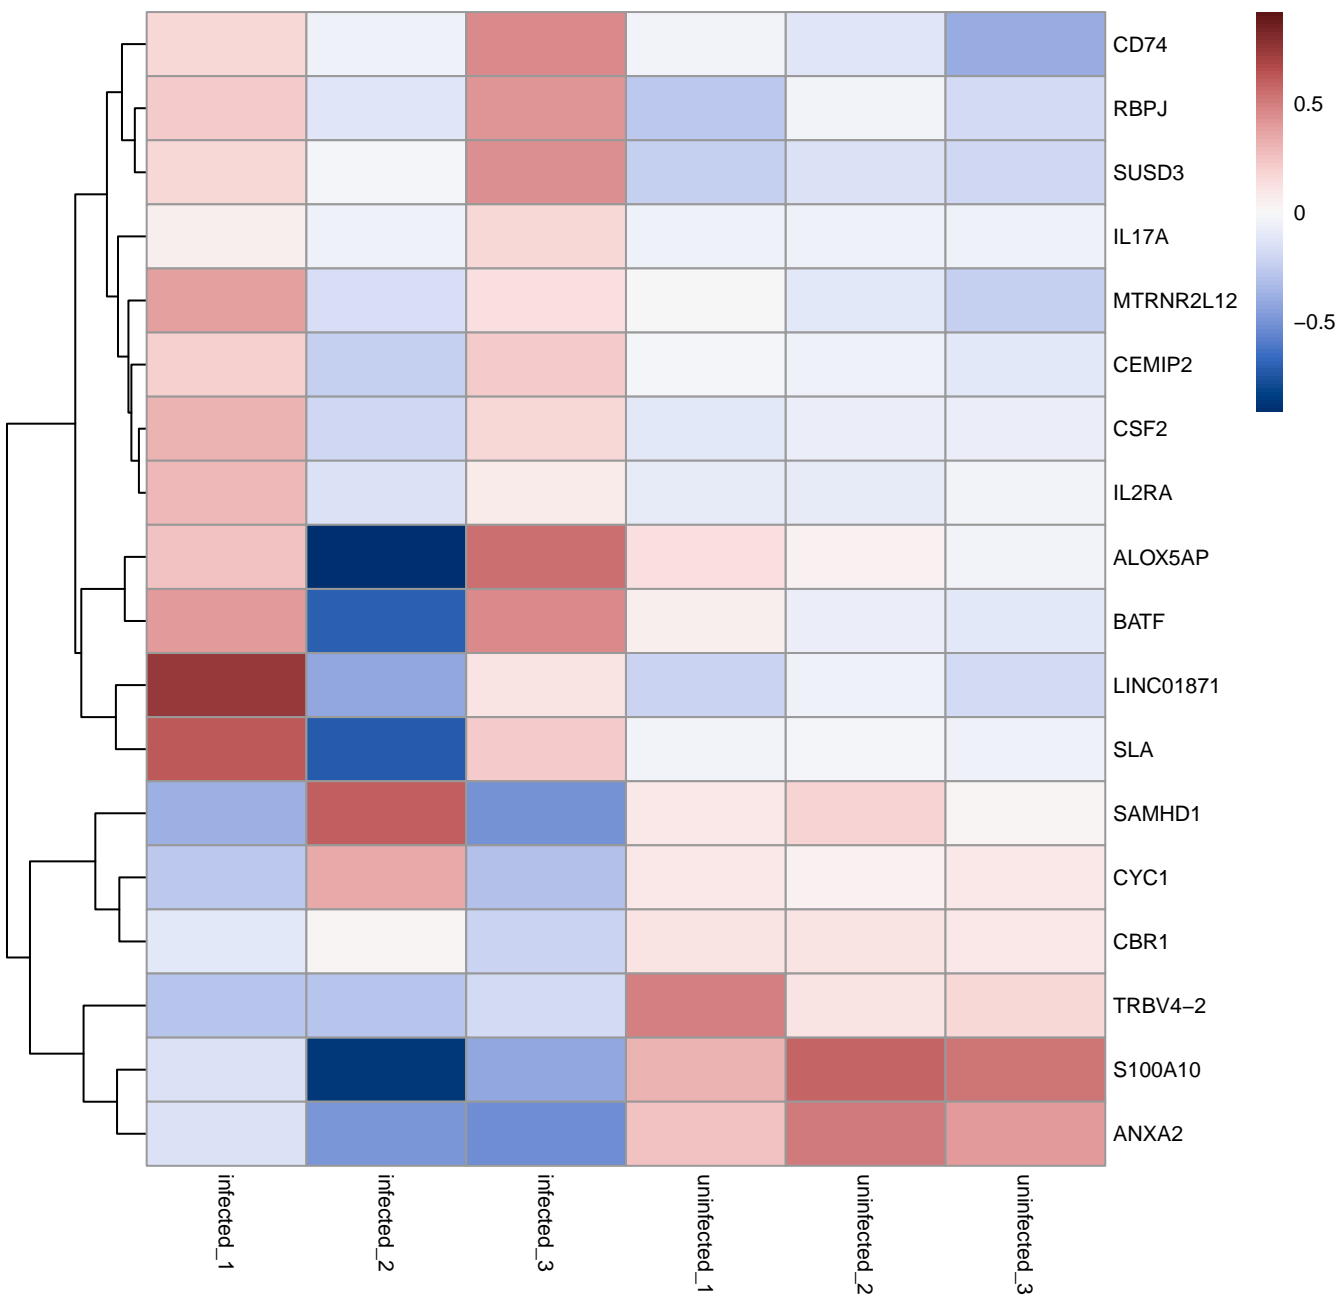 CD74
RBPJ
SUSD3
IL17A
MTRNR2L12
CEMIP2
CSF2
IL2RA
ALOX5AP
BATF
LINC01871
SLA
SAMHD1
CYC1
CBR1
TRBV4−2
S100A10
ANXA2
infected_1
infected_2
infected_3
uninfected_1
uninfected_2
uninfected_3
0.5
0
−0.5